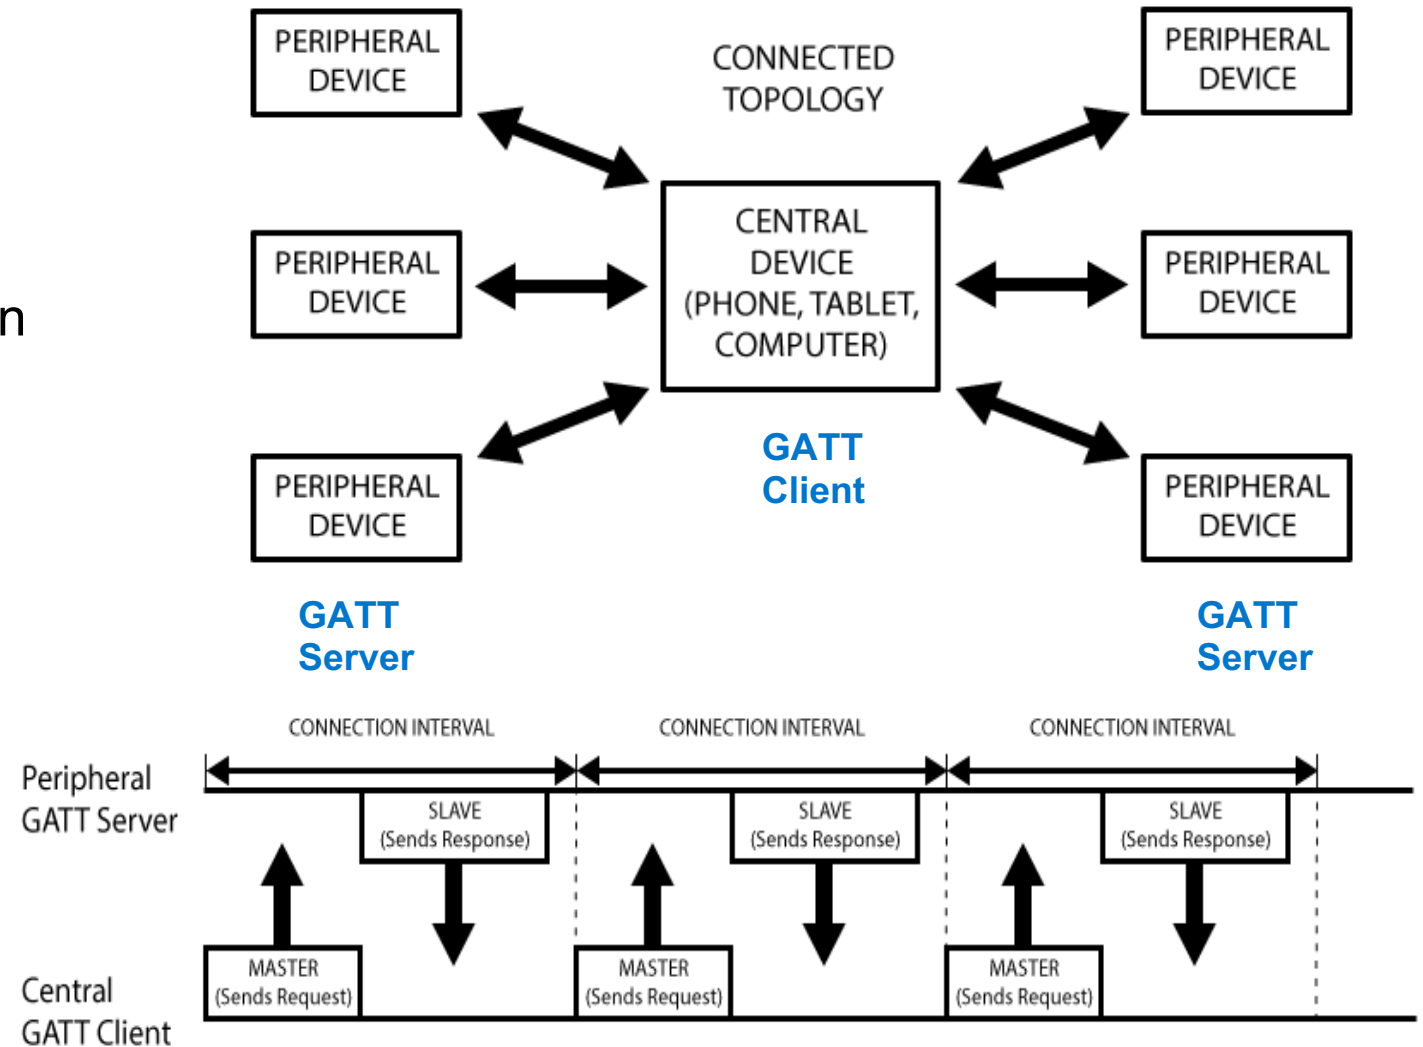 PERIPHERAL
DEVICE
CONNECTED
TOPOLOGY
PERIPHERAL
DEVICE
PERIPHERAL
DEVICE
CENTRAL
DEVICE
(PHONE, TABLET,
COMPUTER)
PERIPHERAL
DEVICE
n
PERIPHERAL
DEVICE
GATT
Client
PERIPHERAL
DEVICE
GATT
Server
GATT
Server
CONNECTION INTERVAL
CONNECTION INTERVAL
CONNECTION INTERVAL
Peripheral
GATT Server
SLAVE
(Sends Response)
SLAVE
(Sends Response)
SLAVE
(Sends Response)
MASTER
(Sends Request)
MASTER
(Sends Request)
MASTER
(Sends Request)
Central
GATT Client